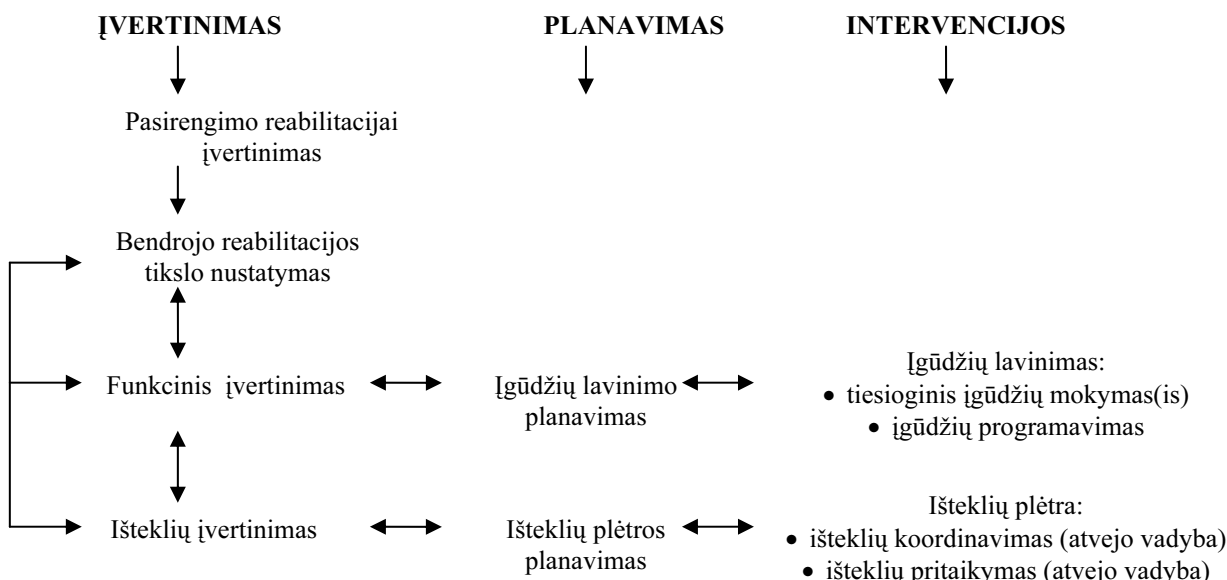 ĮVERTINIMAS
PLANAVIMAS
INTERVENCIJOS
Pasirengimo reabilitacijai
įvertinimas
Bendrojo reabilitacijos
tikslo nustatymas
Funkcinis įvertinimas
Įgūdžių lavinimo
planavimas
Įgūdžių lavinimas:
• tiesioginis įgūdžių mokymas(is)
• įgūdžių programavimas
Išteklių įvertinimas
Išteklių plėtros
planavimas
Išteklių plėtra:
• išteklių koordinavimas (atvejo vadyba)
• išteklių pritaikymas (atvejo vadyba)